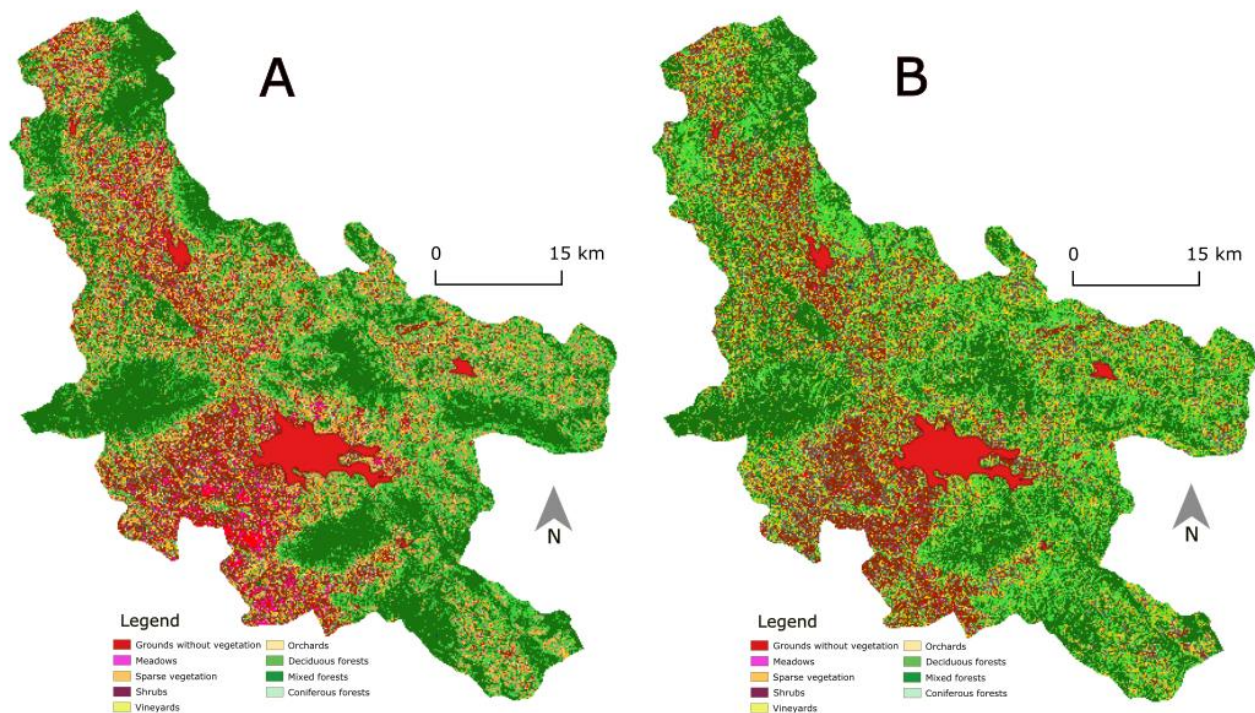 A
B
0 15 km
0 15 km
N
N
Legend
Grounds without vegetation
Meadows
Sparse vegetation
Shrubs
Vineyards
Orchards
Deciduous forests
Mixed forests
Coniferous forests
Legend
Grounds without vegetation
Meadows
Sparse vegetation
Shrubs
Vineyards
Orchards
Deciduous forests
Mixed forests
Coniferous forests